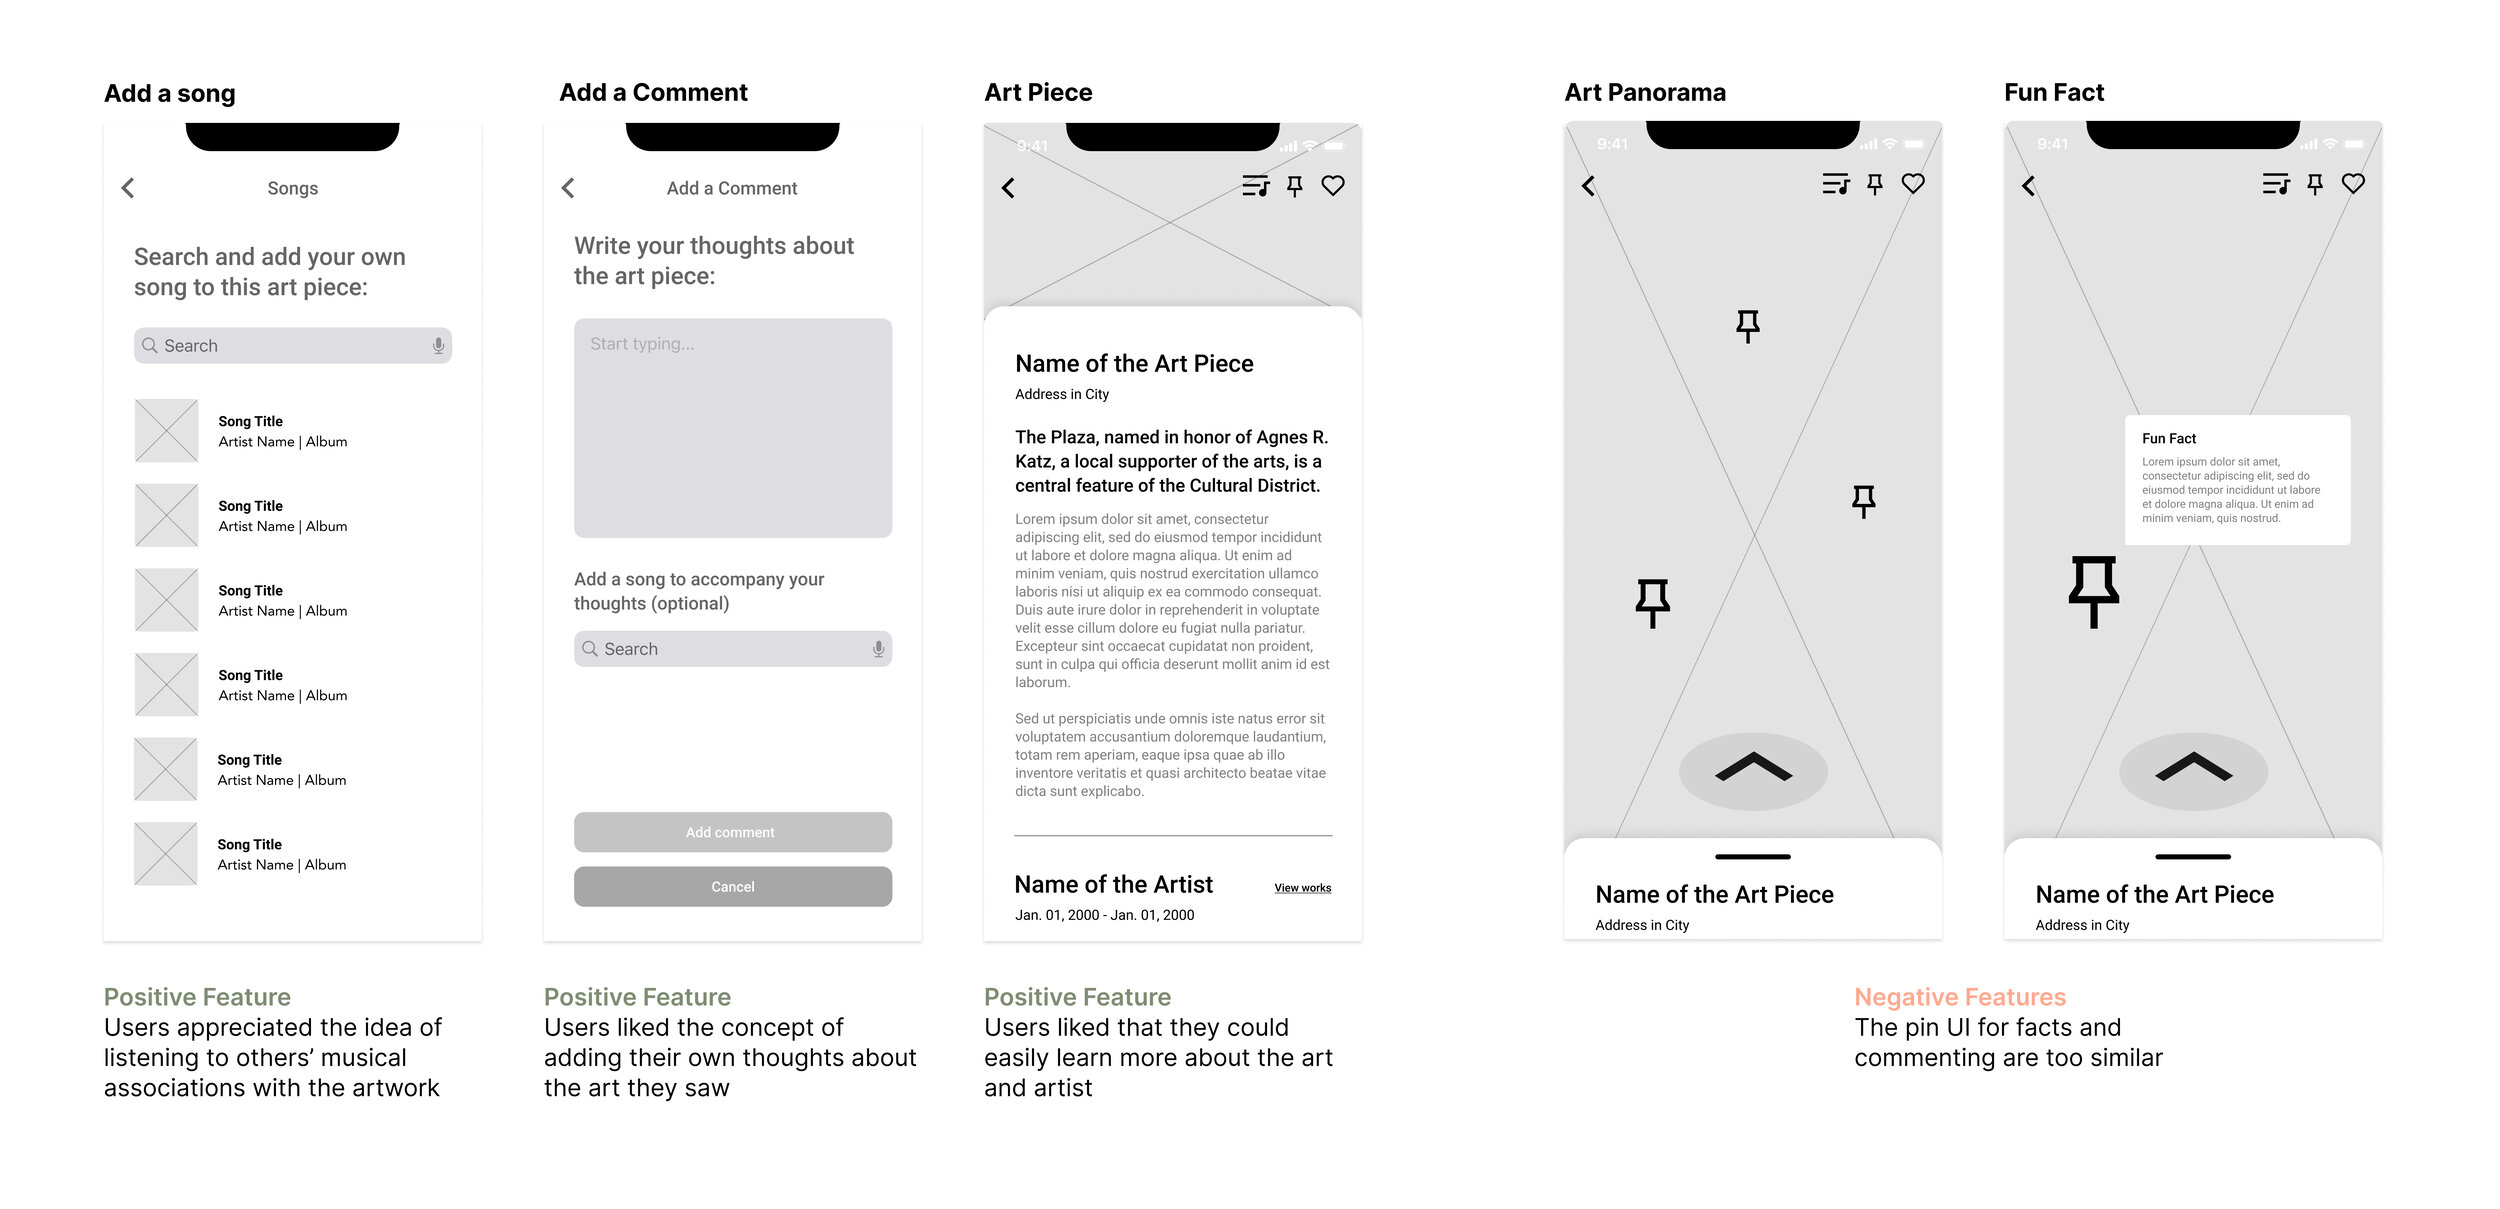 Add a song
Songs
Search and add your own
song to this art piece:
Search
Song Title
Artist Name | Album
Song Title
Artist Name | Album
Song Title
Artist Name | Album
Song Title
Artist Name | Album
Song Title
Artist Name | Album
Song Title
Artist Name | Album
Positive Feature
Users appreciated the idea of
listening to others’ musical
associations with the artwork
Add a Comment
Add a Comment
Write your thoughts about
the art piece:
Start typing...
Add a song to accompany your
thoughts (optional)
Search
Add comment
Cancel
Positive Feature
Users liked the concept of
adding their own thoughts about
the art they saw
Art Piece
9:41
Name of the Art Piece
Address in City
The Plaza, named in honor of Agnes R.
Katz, a local supporter of the arts, is a
central feature of the Cultural District.
Lorem ipsum dolor sit amet, consectetur
adipiscing elit, sed do eiusmod tempor incididunt
ut labore et dolore magna aliqua. Ut enim ad
minim veniam, quis nostrud exercitation ullamco
laboris nisi ut aliquip ex ea commodo consequat.
Duis aute irure dolor in reprehenderit in voluptate
velit esse cillum dolore eu fugiat nulla pariatur.
Excepteur sint occaecat cupidatat non proident,
sunt in culpa qui officia deserunt mollit anim id est
laborum.
Sed ut perspiciatis unde omnis iste natus error sit
voluptatem accusantium doloremque laudantium,
totam rem aperiam, eaque ipsa quae ab illo
inventore veritatis et quasi architecto beatae vitae
dicta sunt explicabo.
Name of the Artist
View works
Jan. 01, 2000 - Jan. 01, 2000
Positive Feature
Users liked that they could
easily learn more about the art
and artist
Art Panorama
9:41
Name of the Art Piece
Address in City
Fun Fact
9:41
Fun Fact
Lorem ipsum dolor sit amet,
consectetur adipiscing elit, sed do
eiusmod tempor incididunt ut labore
et dolore magna aliqua. Ut enim ad
minim veniam, quis nostrud.
Name of the Art Piece
Address in City
Negative Features
The pin UI for facts and
commenting are too similar